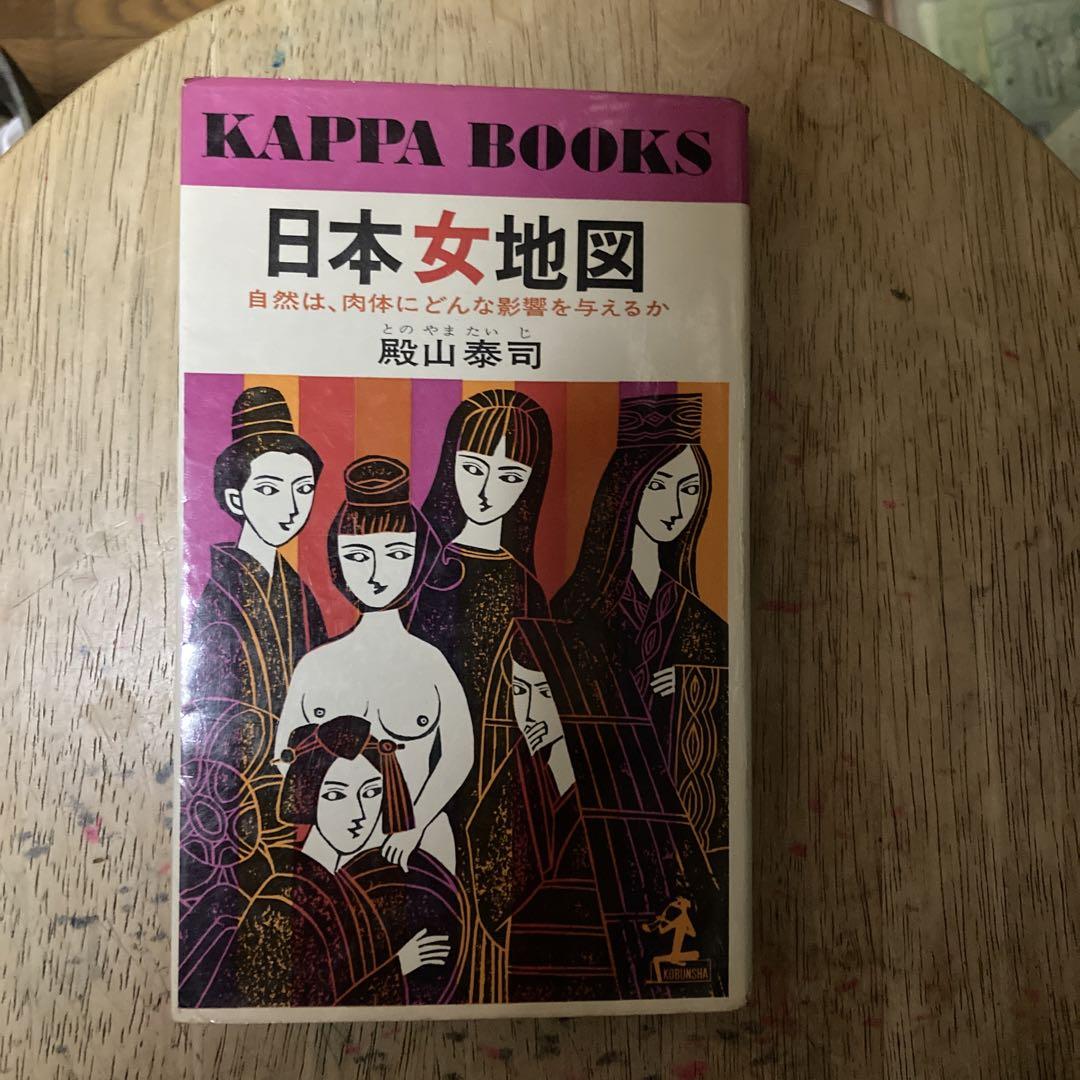 KAPPA BOOKS
日本女地図
自然は、肉体にどんな影響を与えるか
とのやまたいじ
殿山泰司
KOBUNSHA